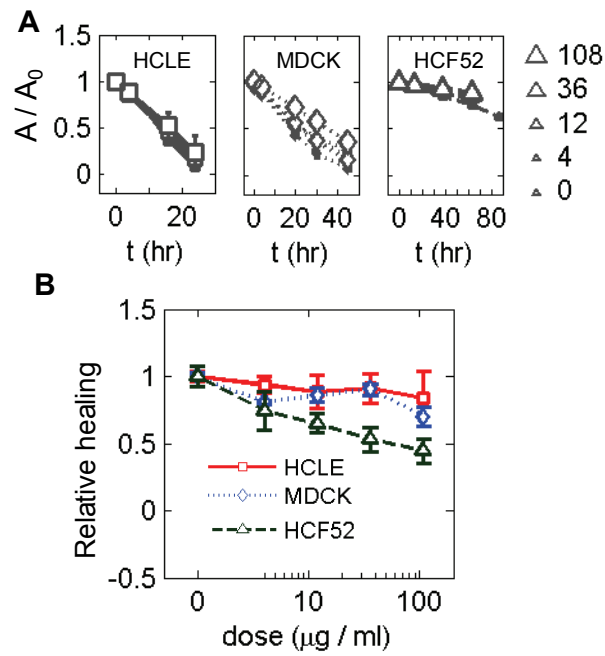 A
HCLE MDCK HCF52
A / A0
1.5
1
0.5
0
0 20 0 20 40 0 40 80
t (hr) t (hr) t (hr)
108
36
12
4
0
B
Relative healing
1.5
1
0.5
0
-0.5
HCLE
MDCK
HCF52
0 10 100
dose (μg / ml)